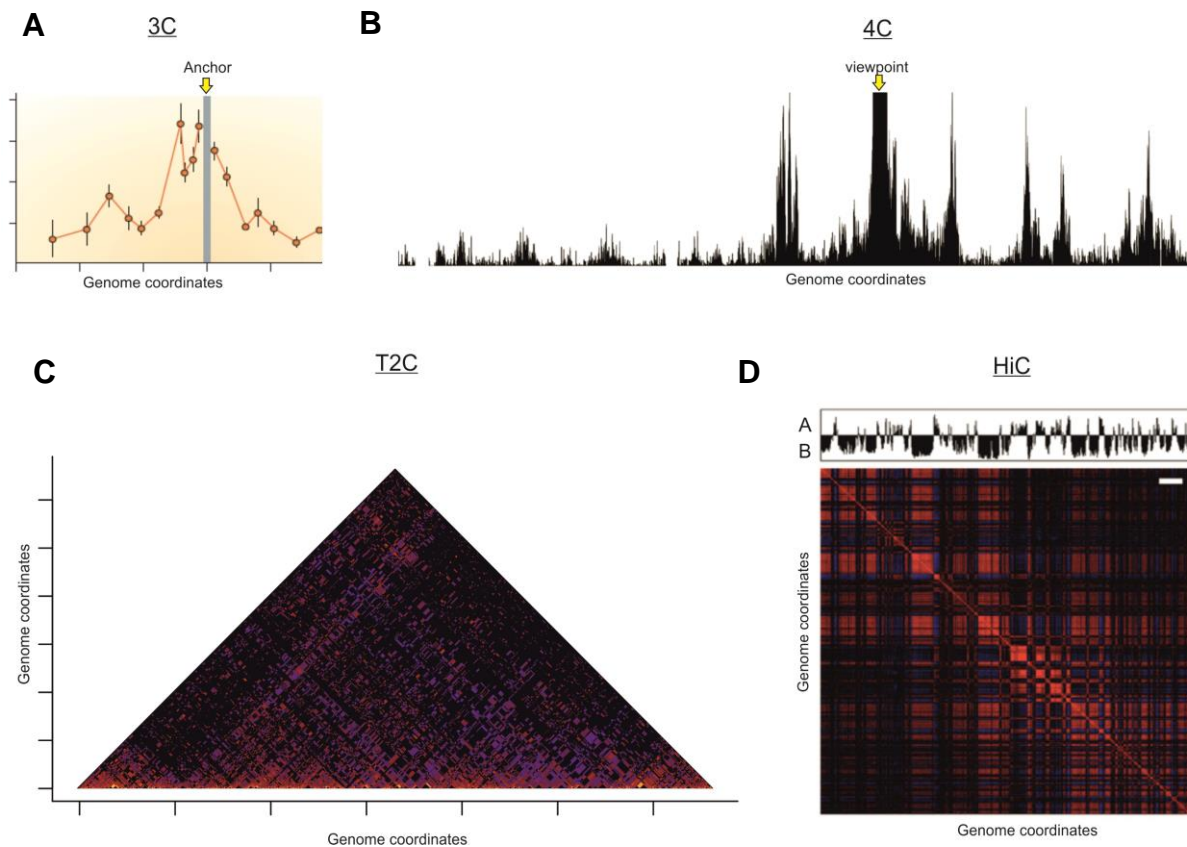 A
3C
Anchor
Genome coordinates
B
4C
viewpoint
Genome coordinates
C
T2C
Genome coordinates
Genome coordinates
D
HiC
A
B
Genome coordinates
Genome coordinates